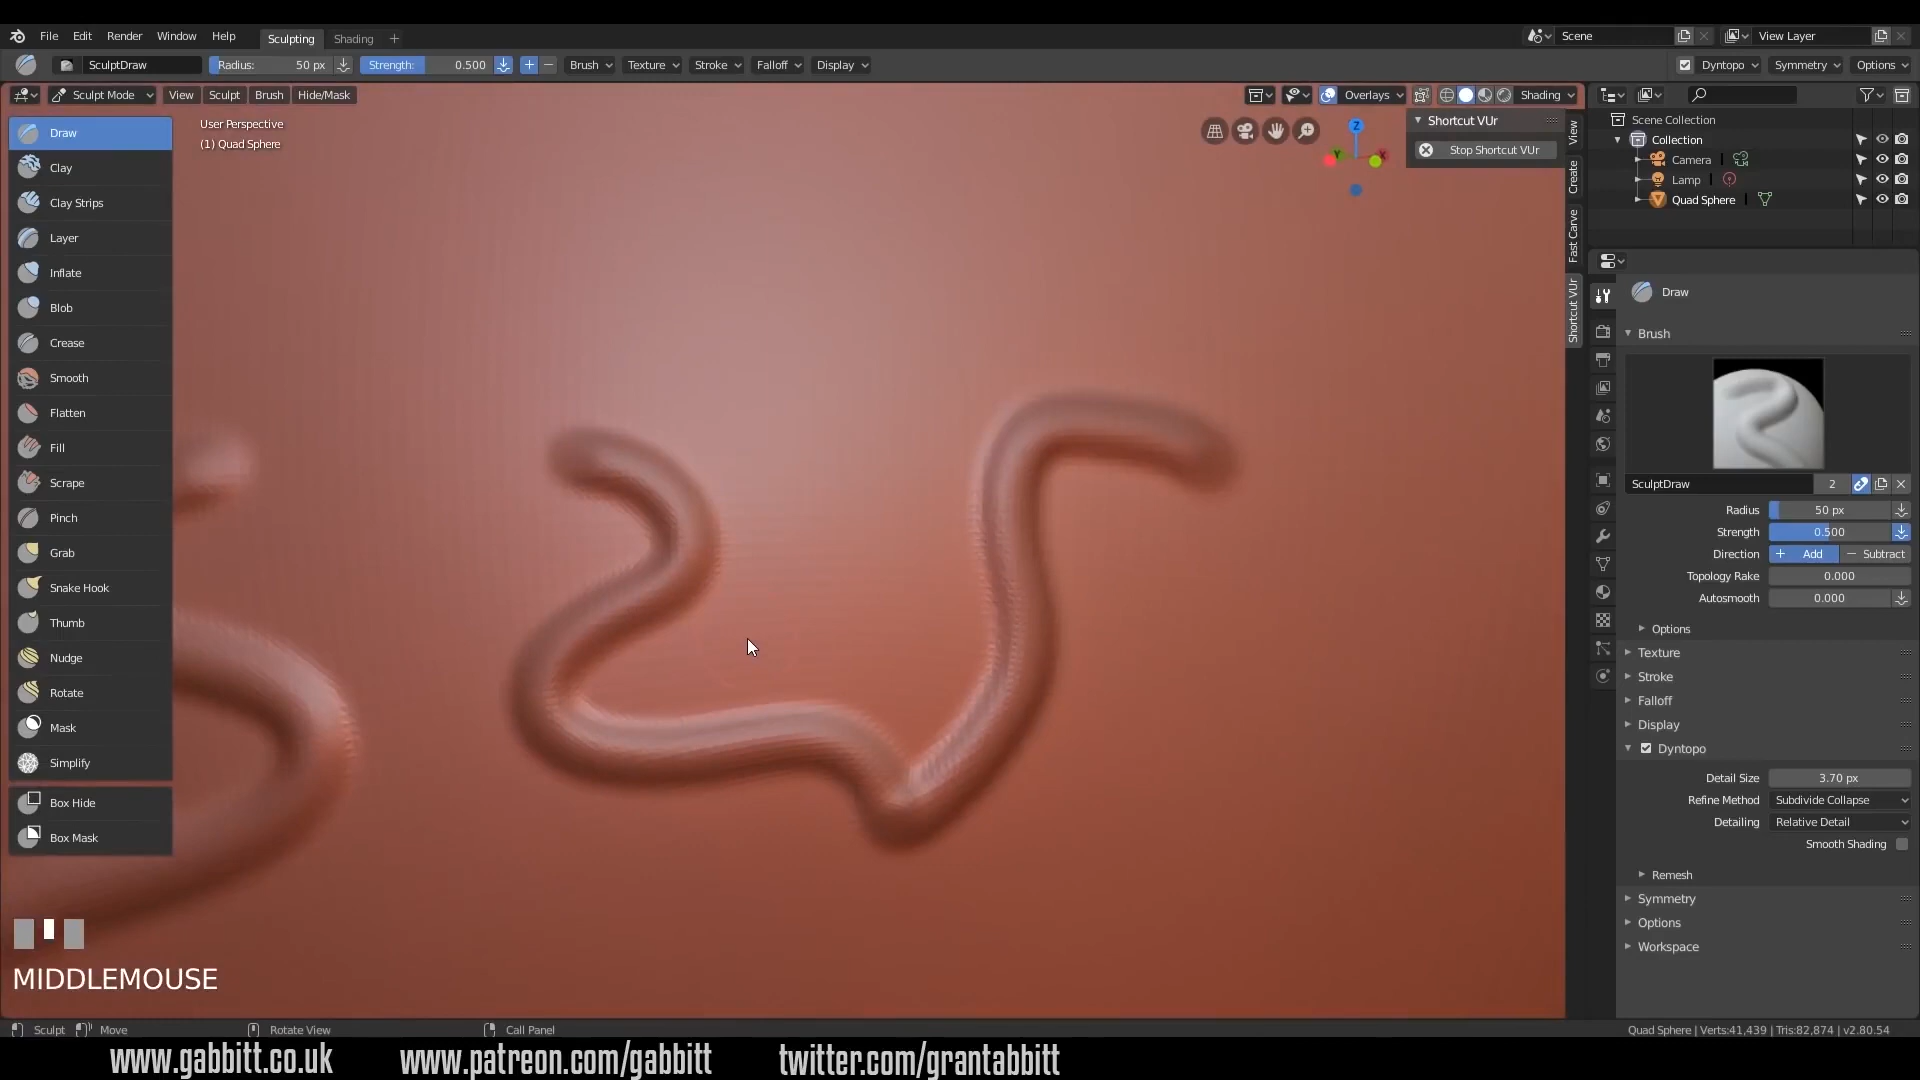 File Edit Render Window Help Sculpting Shading + Scene View Layer
SculptDraw Radius: 50 px Strength: 0.500 Brush Texture Stroke Falloff Display Dyntopo Symmetry Options
Sculpt Mode View Sculpt Brush Hide/Mask Overlays Shading
User Perspective
(1) Quad Sphere
Draw
Clay
Clay Strips
Layer
Inflate
Blob
Crease
Smooth
Flatten
Fill
Scrape
Pinch
Grab
Snake Hook
Thumb
Nudge
Rotate
Mask
Simplify
Box Hide
Box Mask
MIDDLEMOUSE
Z
Y
X
Shortcut VUr
Stop Shortcut VUr
View
Create
Fast Carve
Shortcut VUr
Scene Collection
Collection
Camera
Lamp
Quad Sphere
Draw
Brush
SculptDraw 2
Radius 50 px
Strength 0.500
Direction Add Subtract
Topology Rake 0.000
Autosmooth 0.000
Options
Texture
Stroke
Falloff
Display
Dyntopo
Detail Size 3.70 px
Refine Method Subdivide Collapse
Detailing Relative Detail
Smooth Shading
Remesh
Symmetry
Options
Workspace
Sculpt Move Rotate View Call Panel Quad Sphere | Verts:41,439 | Tris:82,874 | v2.80.54
www.gabbitt.co.uk www.patreon.com/gabbitt twitter.com/grantabbitt